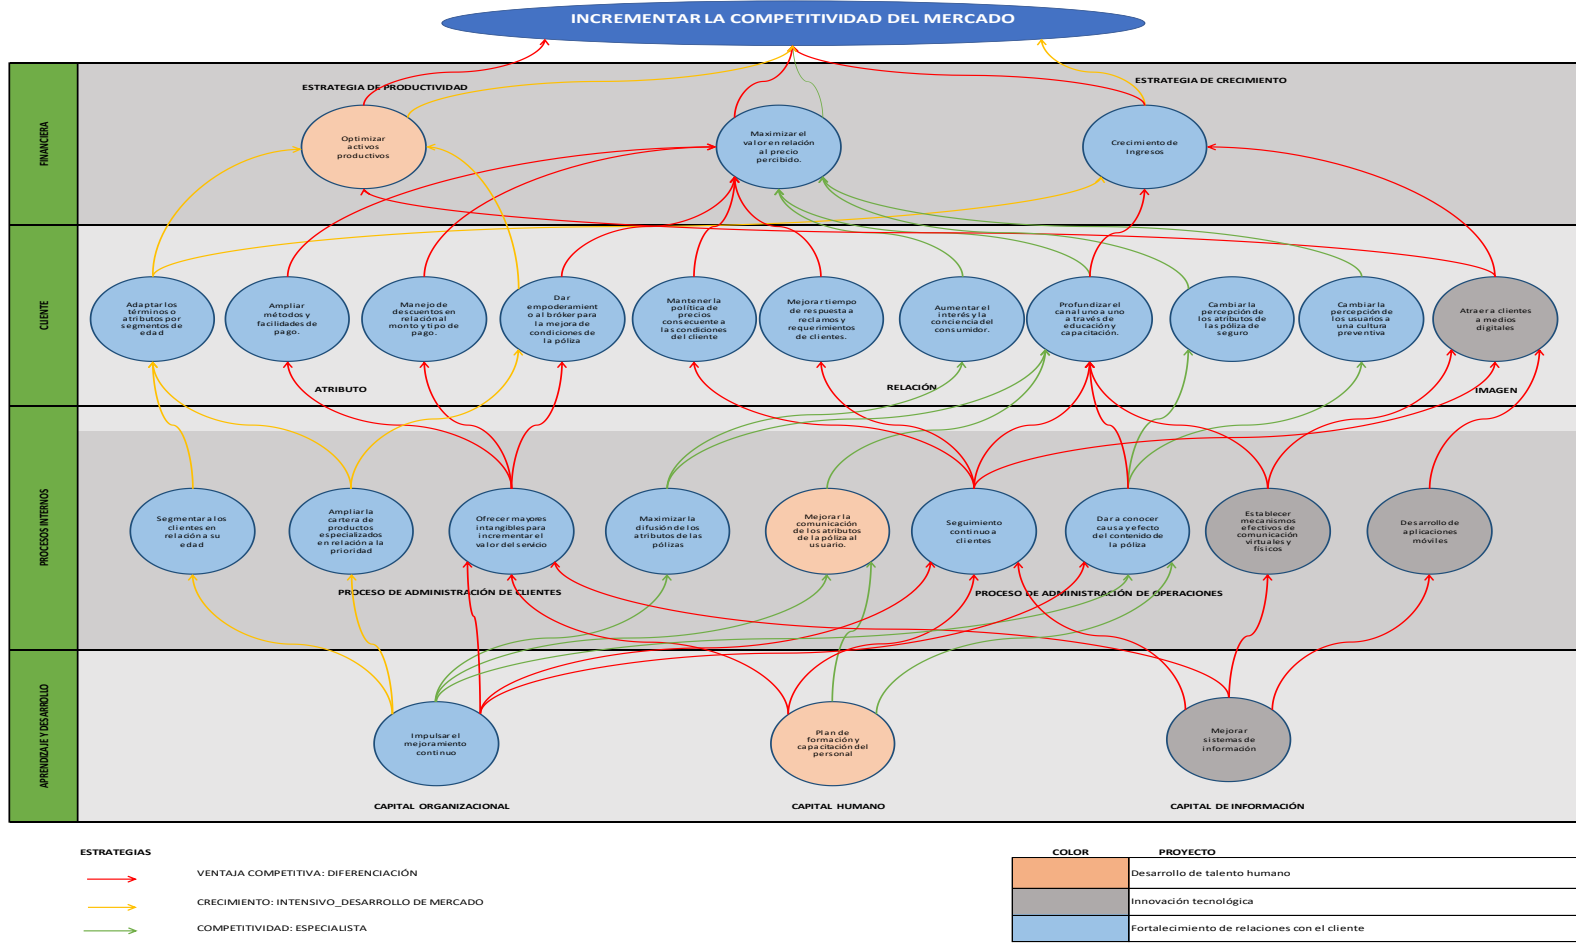 INCREMENTAR LA COMPETITIVIDAD DEL MERCADO
FINANCIERA
ESTRATEGIA DE PRODUCTIVIDAD
ESTRATEGIA DE CRECIMIENTO
Optimizar
activos
productivos
Maximizar el
valor en relación
al precio
percibido.
Crecimiento de
Ingresos
CLIENTE
Adaptar los
términos o
atributos por
segmentos de
edad
Ampliar
métodos y
facilidades de
pago.
Manejo de
descuentos en
relación al
monto y tipo de
pago.
Dar
empoderamient
o al bróker para
la mejora de
condiciones de
la póliza
Mantener la
política de
precios
consecuente a
las condiciones
del cliente
Mejorar tiempo
de respuesta a
reclamos y
requerimientos
de clientes.
Aumentar el
interés y la
conciencia del
consumidor.
Profundizar el
canal uno a uno
a través de
educación y
capacitación.
Cambiar la
percepción de
los atributos de
las póliza de
seguro
Cambiar la
percepción de
los usuarios a
una cultura
preventiva
Atraer a clientes
a medios
digitales
ATRIBUTO
RELACIÓN
IMAGEN
PROCESOS INTERNOS
Segmentar a los
clientes en
relación a su
edad
Ampliar la
cartera de
productos
especializados
en relación a la
prioridad
Ofrecer mayores
intangibles para
incrementar el
valor del servicio
Maximizar la
difusión de los
atributos de las
pólizas
Mejorar la
comunicación
de los atributos
de la póliza al
usuario.
Seguimiento
continuo a
clientes
Dar a conocer
causa y efecto
del contenido de
la póliza
Establecer
mecanismos
efectivos de
comunicación
virtuales y
físicos
Desarrollo de
aplicaciones
móviles
PROCESO DE ADMINISTRACIÓN DE CLIENTES
PROCESO DE ADMINISTRACIÓN DE OPERACIONES
APRENDIZAJE Y DESARROLLO
Impulsar el
mejoramiento
continuo
Plan de
formación y
capacitación del
personal
Mejorar
sistemas de
información
CAPITAL ORGANIZACIONAL
CAPITAL HUMANO
CAPITAL DE INFORMACIÓN
ESTRATEGIAS
VENTAJA COMPETITIVA: DIFERENCIACIÓN
CRECIMIENTO: INTENSIVO_DESARROLLO DE MERCADO
COMPETITIVIDAD: ESPECIALISTA
COLOR PROYECTO
Desarrollo de talento humano
Innovación tecnológica
Fortalecimiento de relaciones con el cliente